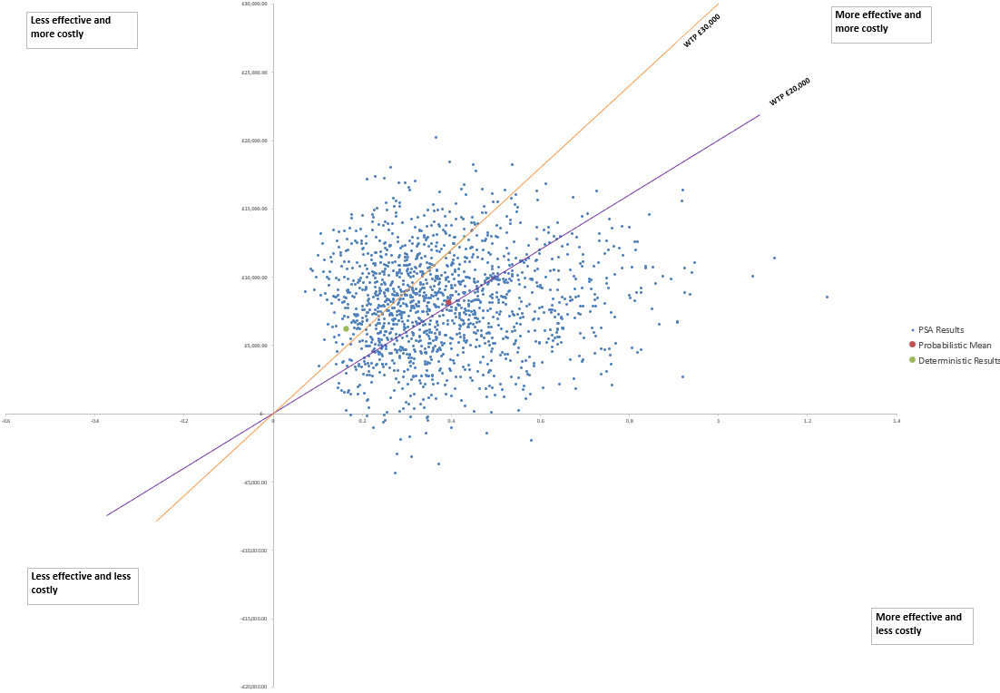 £30,000.00
Less effective and
more costly
More effective and
more costly
WTP £30,000
£25,000.00
WTP £20,000
£20,000.00
£15,000.00
£10,000.00
PSA Results
Probabilistic Mean
£5,000.00
Deterministic Results
£-
-0.6
-0.4
-0.2
0
0.2
0.4
0.6
0.8
1
1.2
1.4
-£5,000.00
-£10,000.00
Less effective and less
costly
-£15,000.00
More effective and
less costly
-£20,000.00